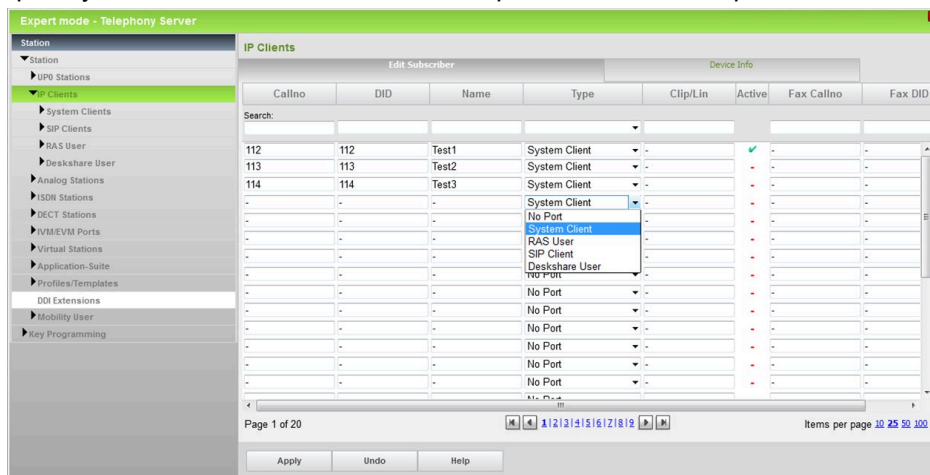 Expert mode - Telephony Server
Station
Station
UP0 Stations
IP Clients
System Clients
SIP Clients
RAS User
Deskshare User
Analog Stations
ISDN Stations
DECT Stations
IVM/EVM Ports
Virtual Stations
Application-Suite
Profiles/Templates
DDI Extensions
Mobility User
Key Programming
IP Clients
Edit Subscriber Device Info
Callno DID Name Type Clip/Lin Active Fax Callno Fax DID
Search:
112 112 Test1 System Client - - -
113 113 Test2 System Client - - - -
114 114 Test3 System Client - - - -
- - - System Client - - - -
No Port
System Client
RAS User
SIP Client
Deskshare User
No Port
- - - No Port - - - -
- - - No Port - - - -
- - - No Port - - - -
- - - No Port - - - -
- - - No Port - - - -
- - - No Port - - - -
Page 1 of 20 1|2|3|4|5|6|7|8|9 Items per page 10 25 50 100
Apply Undo Help